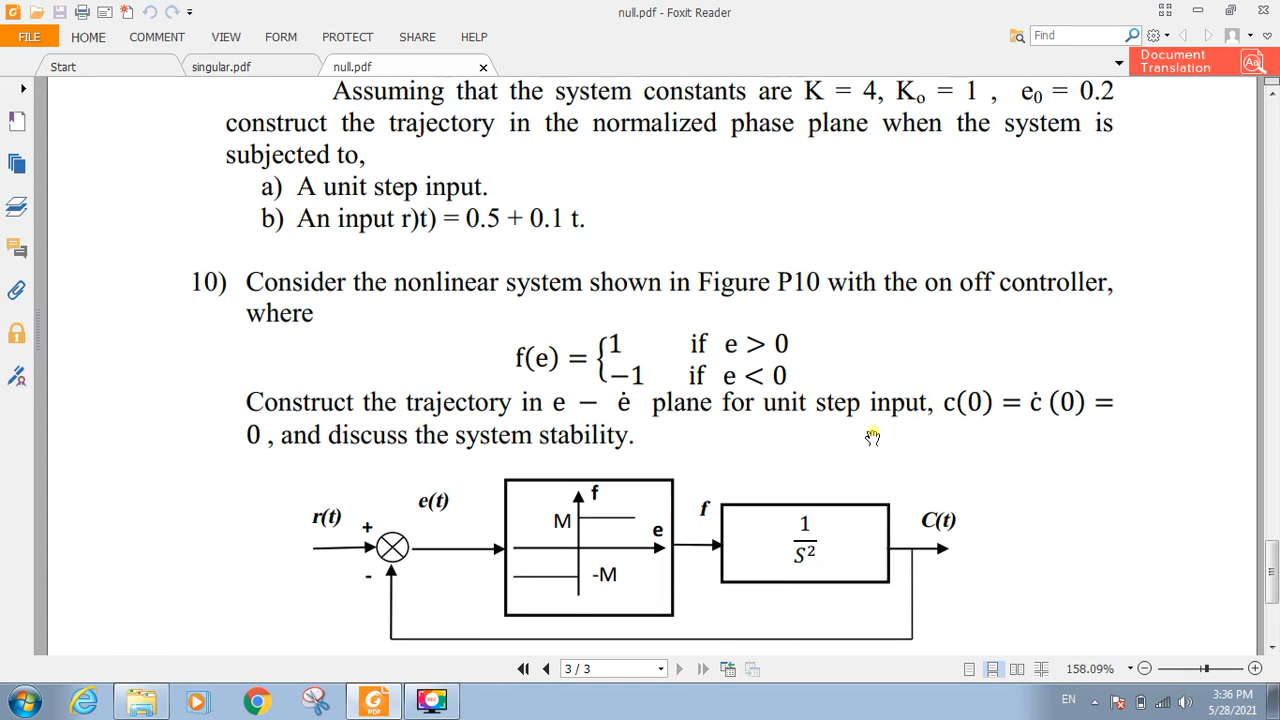 null.pdf - Foxit Reader
FILE HOME COMMENT VIEW FORM PROTECT SHARE HELP
Find
Start singular.pdf null.pdf
Document
Translation
Assuming that the system constants are K = 4, Kₒ = 1 , e₀ = 0.2
construct the trajectory in the normalized phase plane when the system is
subjected to,
a) A unit step input.
b) An input r)t) = 0.5 + 0.1 t.
10) Consider the nonlinear system shown in Figure P10 with the on off controller,
where
f(e) = {1 if e > 0
−1 if e < 0
Construct the trajectory in e − ė plane for unit step input, c(0) = ċ (0) =
0 , and discuss the system stability.
r(t) + - e(t) f M e -M f 1/S² C(t)
3 / 3
158.09%
EN
3:36 PM
5/28/2021